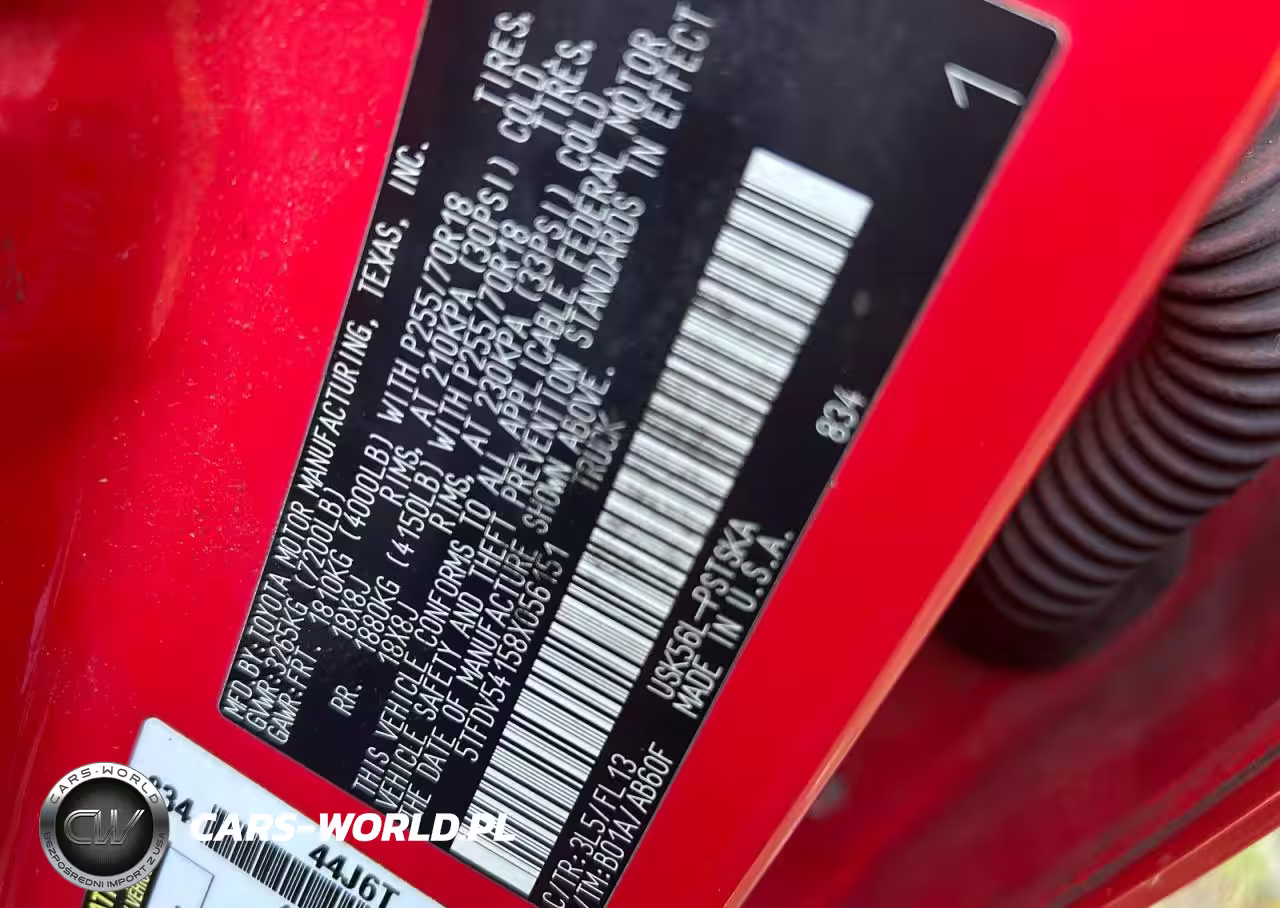 MFD BY: TOYOTA MOTOR MANUFACTURING, TEXAS, INC.
GVWR: 3265KG (7200LB)
GAWR: FRT. 1810KG (4000LB) WITH P255/70R18 TIRES,
18X8J RIMS, AT 210KPA (30PSI) COLD
RR. 1880KG (4150LB) WITH P255/70R18 TIRES,
18X8J RIMS, AT 230KPA (33PSI) COLD
THIS VEHICLE CONFORMS TO ALL APPLICABLE FEDERAL MOTOR
VEHICLE SAFETY AND THEFT PREVENTION STANDARDS IN EFFECT
THE DATE OF MANUFACTURE SHOWN ABOVE.
5TFDV54158X056151 TRUCK
C/TR: 3L5/FL13 USK56L-PSTSKA 834
/TM: B01A/AB60F MADE IN U.S.A.
7
834
44J6T
CARS-WORLD
CW
BEZPOŚREDNI IMPORT Z USA
CARS-WORLD.PL